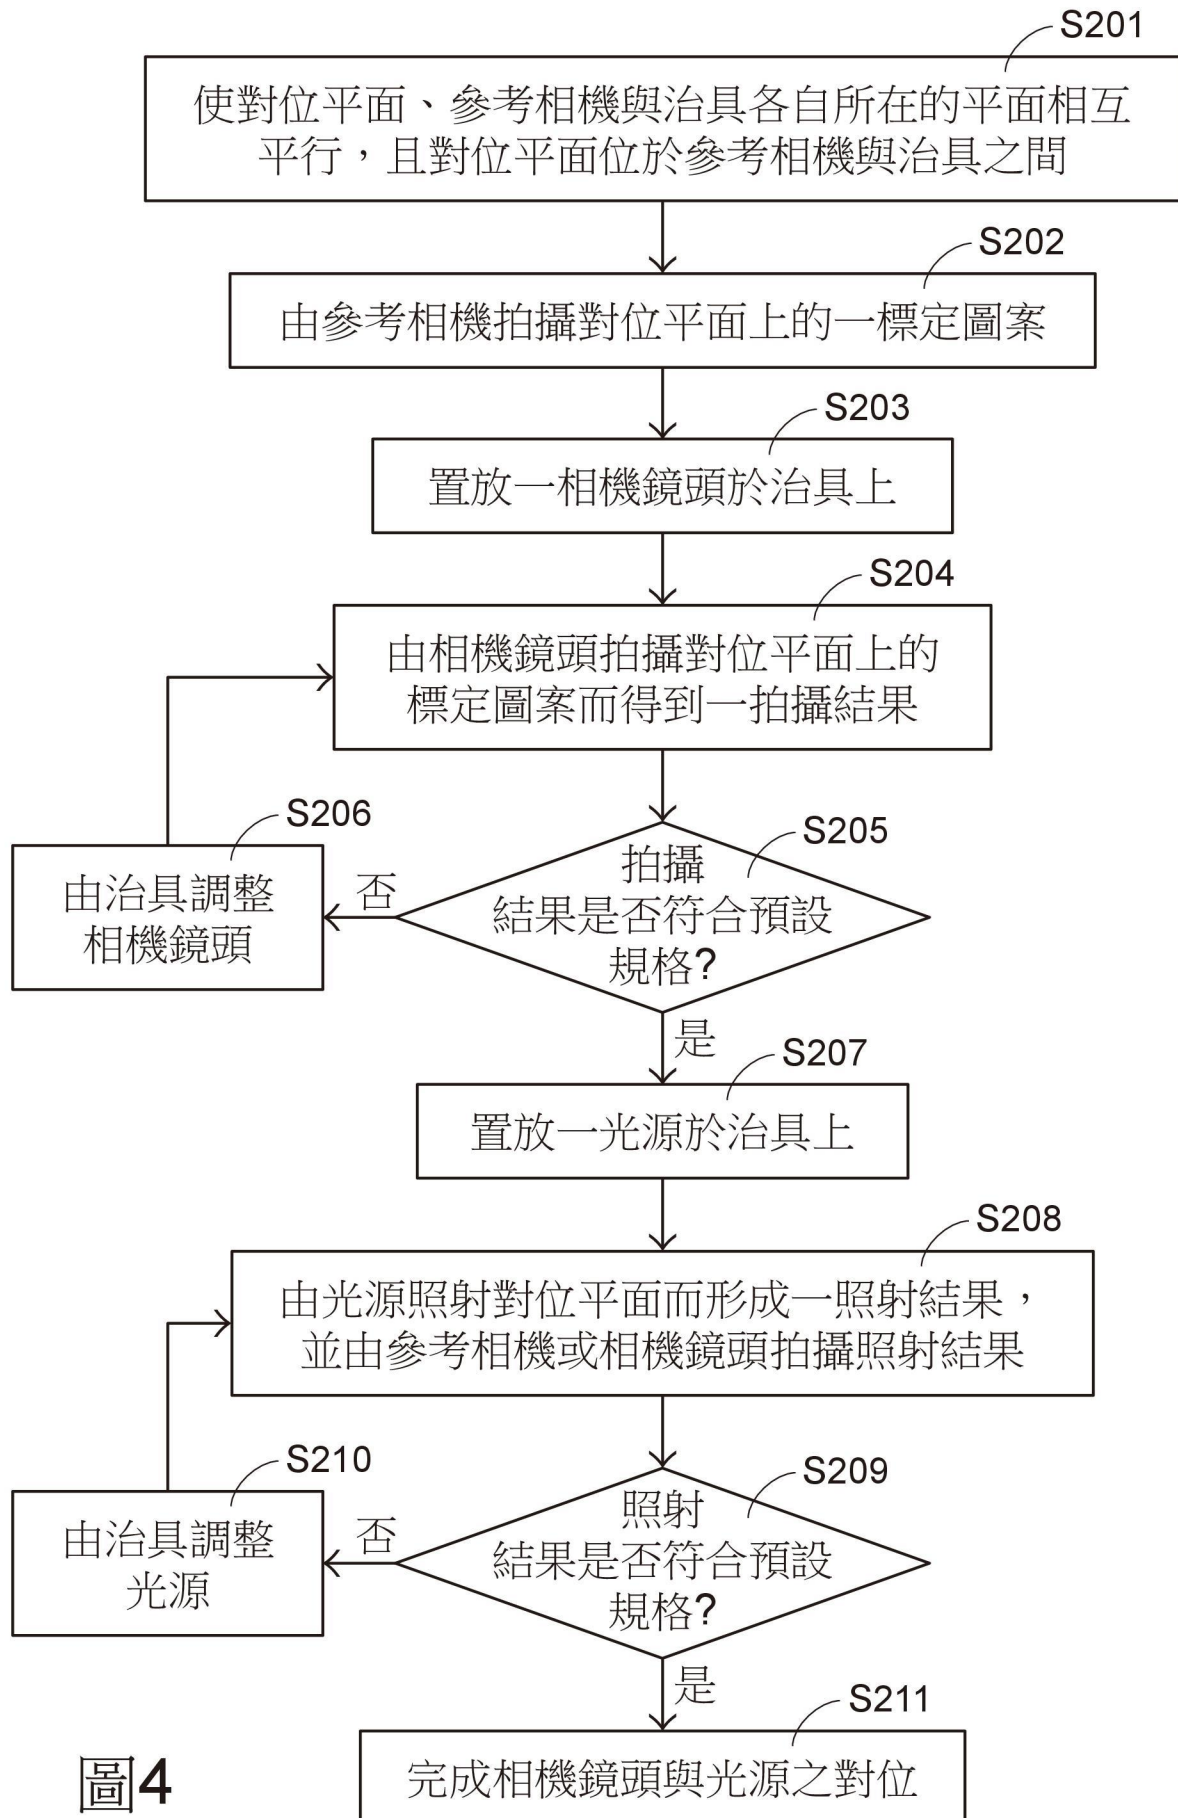 S201
使對位平面、參考相機與治具各自所在的平面相互
平行，且對位平面位於參考相機與治具之間
S202
由參考相機拍攝對位平面上的一標定圖案
S203
置放一相機鏡頭於治具上
S204
由相機鏡頭拍攝對位平面上的
標定圖案而得到一拍攝結果
S206
由治具調整
相機鏡頭
否
S205
拍攝
結果是否符合預設
規格?
是
S207
置放一光源於治具上
S208
由光源照射對位平面而形成一照射結果，
並由參考相機或相機鏡頭拍攝照射結果
S210
由治具調整
光源
否
S209
照射
結果是否符合預設
規格?
是
S211
完成相機鏡頭與光源之對位
圖4